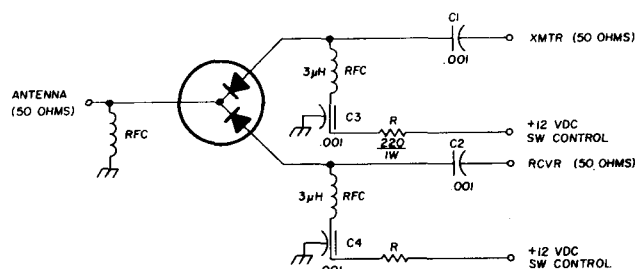 C1
XMTR (50 OHMS)
.001
3µH RFC
ANTENNA
(50 OHMS)
RFC
C3
R
220
1W
.001
+12 VDC
SW CONTROL
C2
RCVR (50 OHMS)
.001
3µH RFC
C4
R
.001
+12 VDC
SW CONTROL